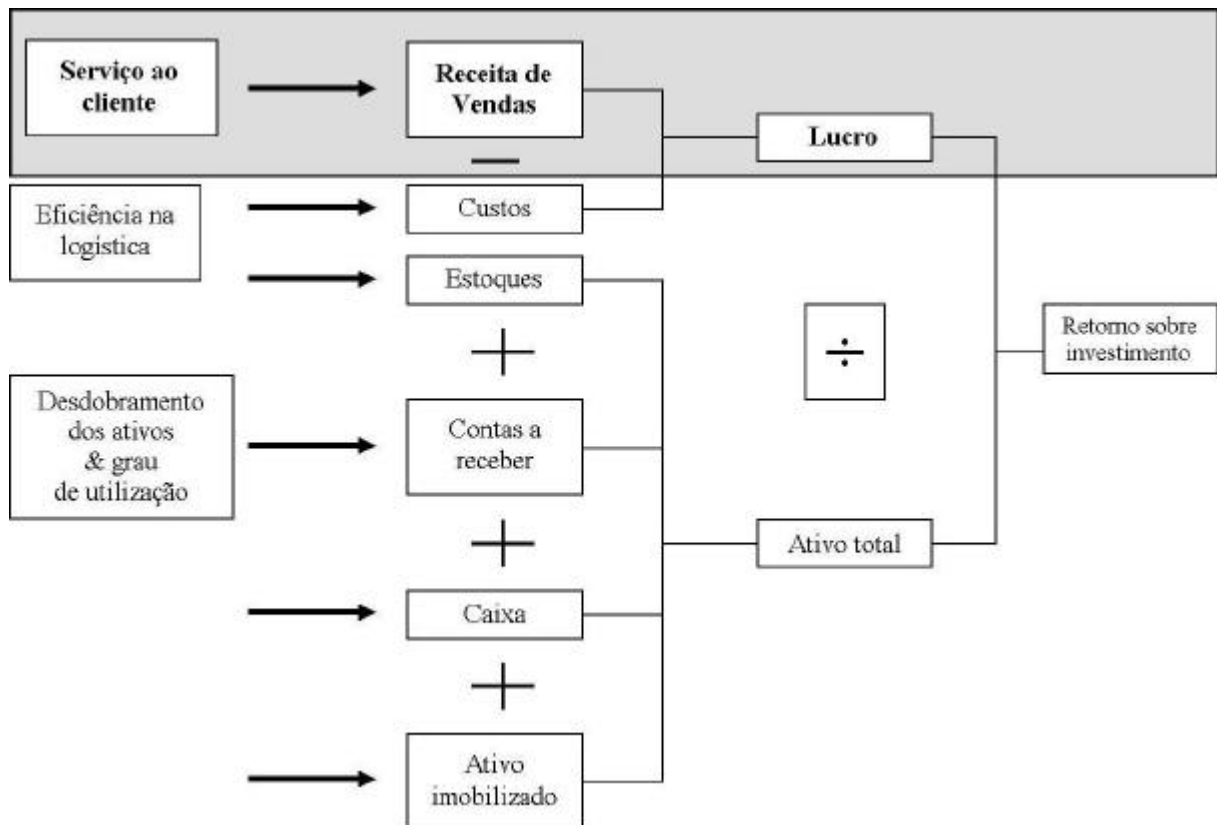 Serviço ao
cliente
Receita de
Vendas
Lucro
−
Eficiência na
logística
Custos
Estoques
+
÷
Retorno sobre
investimento
Desdobramento
dos ativos
& grau
de utilização
Contas a
receber
+
Ativo total
Caixa
+
Ativo
imobilizado